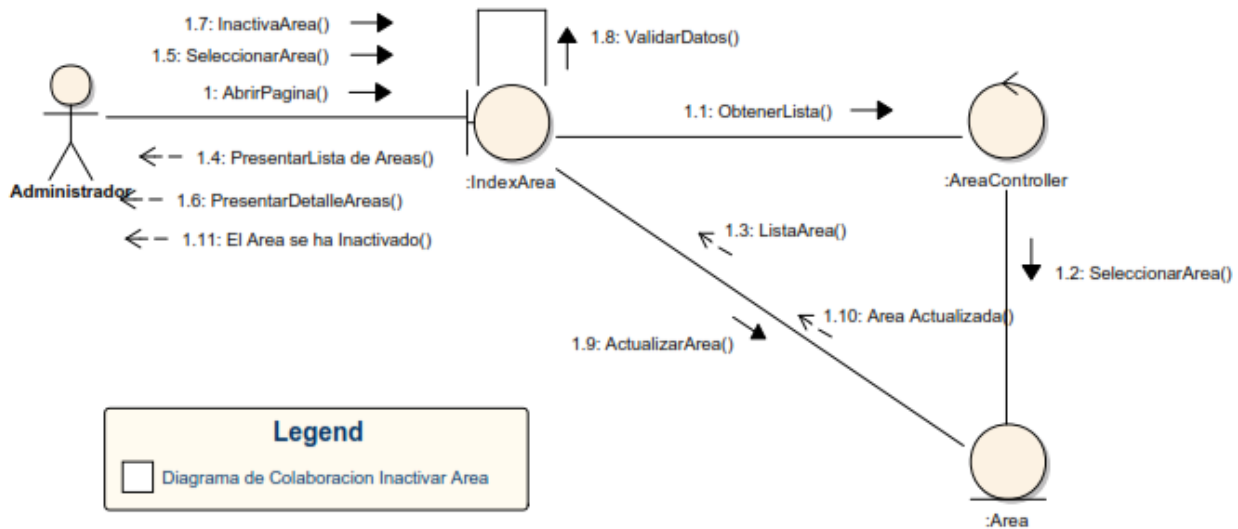 1.7: InactivaArea()
1.8: ValidarDatos()
1.5: SeleccionarArea()
1: AbrirPagina()
1.1: ObtenerLista()
1.4: PresentarLista de Areas()
:IndexArea
:AreaController
Administrador
1.6: PresentarDetalleAreas()
1.11: El Area se ha Inactivado()
1.3: ListaArea()
1.2: SeleccionarArea()
1.10: Area Actualizada()
1.9: ActualizarArea()
Legend
Diagrama de Colaboracion Inactivar Area
:Area